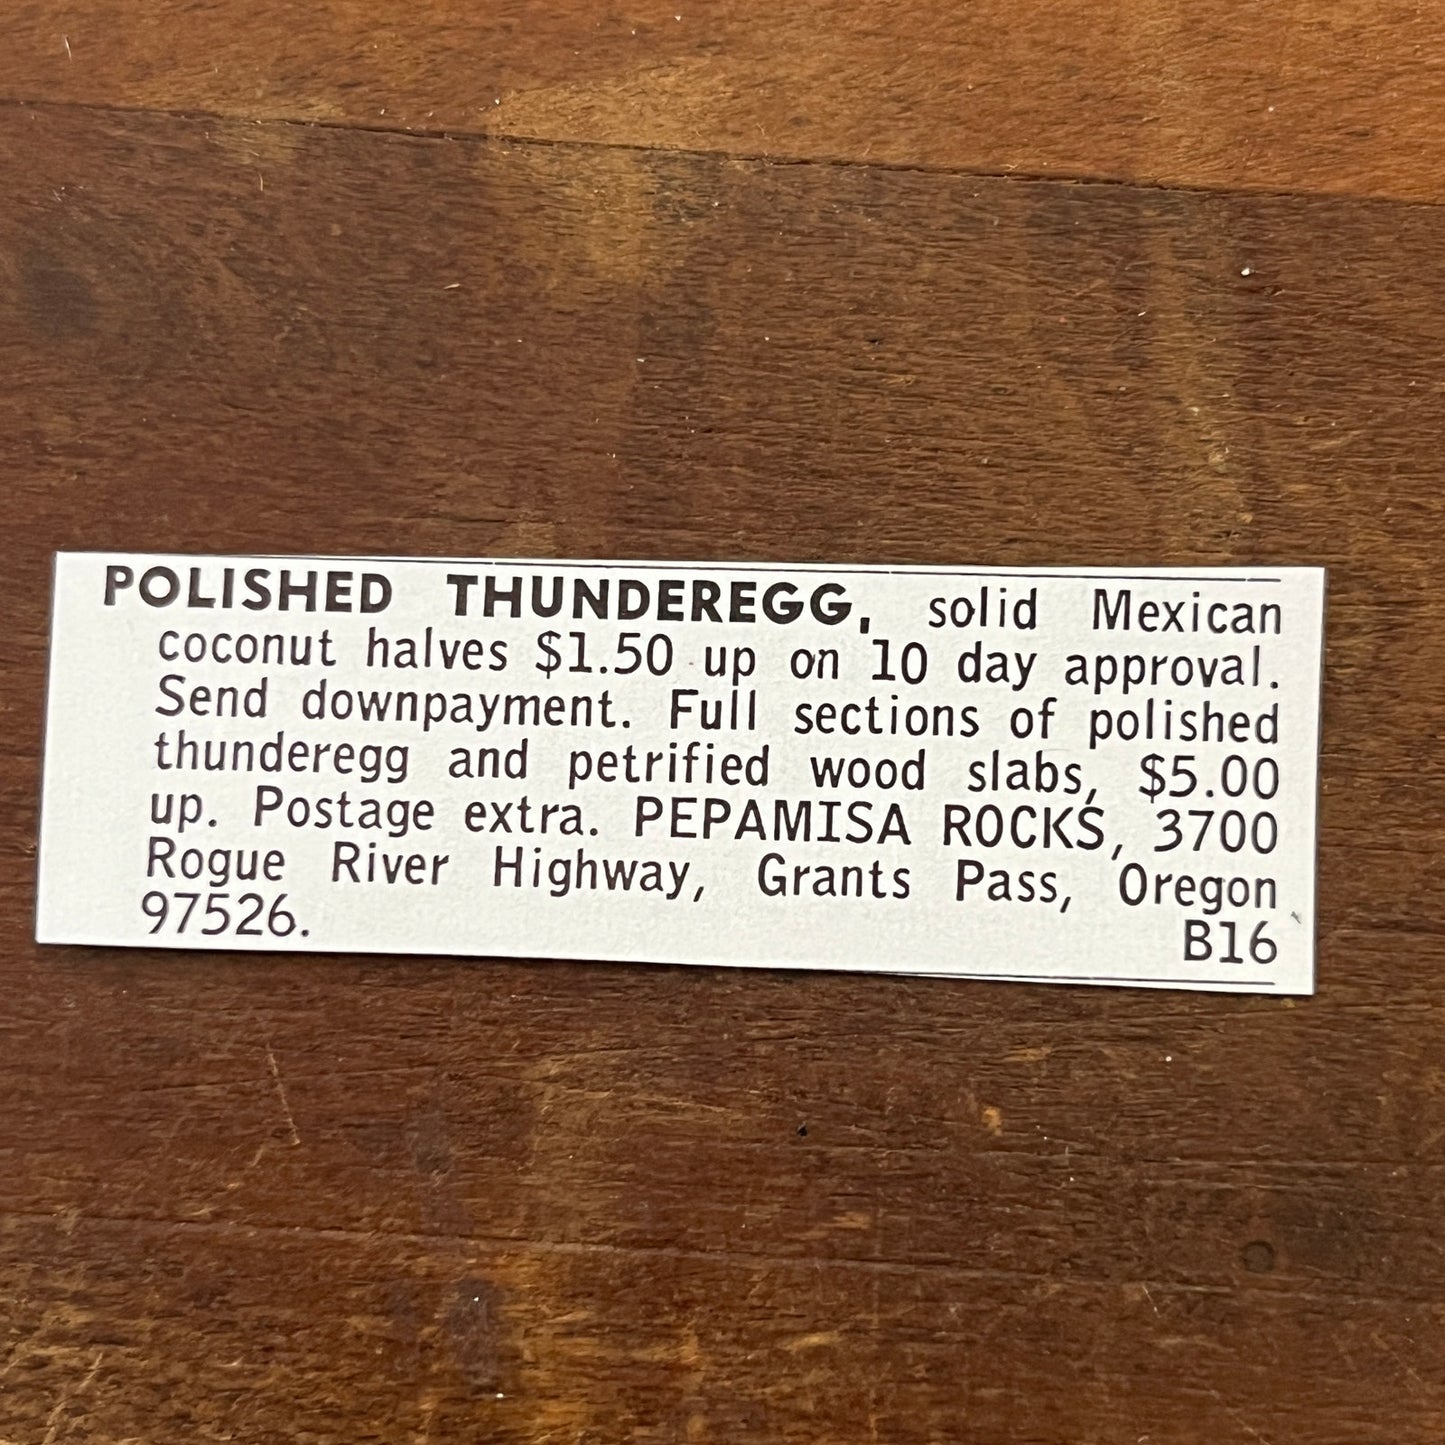 POLISHED THUNDEREGG, solid Mexican
coconut halves $1.50 up on 10 day approval.
Send downpayment. Full sections of polished
thunderegg and petrified wood slabs, $5.00
up. Postage extra. PEPAMISA ROCKS, 3700
Rogue River Highway, Grants Pass, Oregon
97526. B16